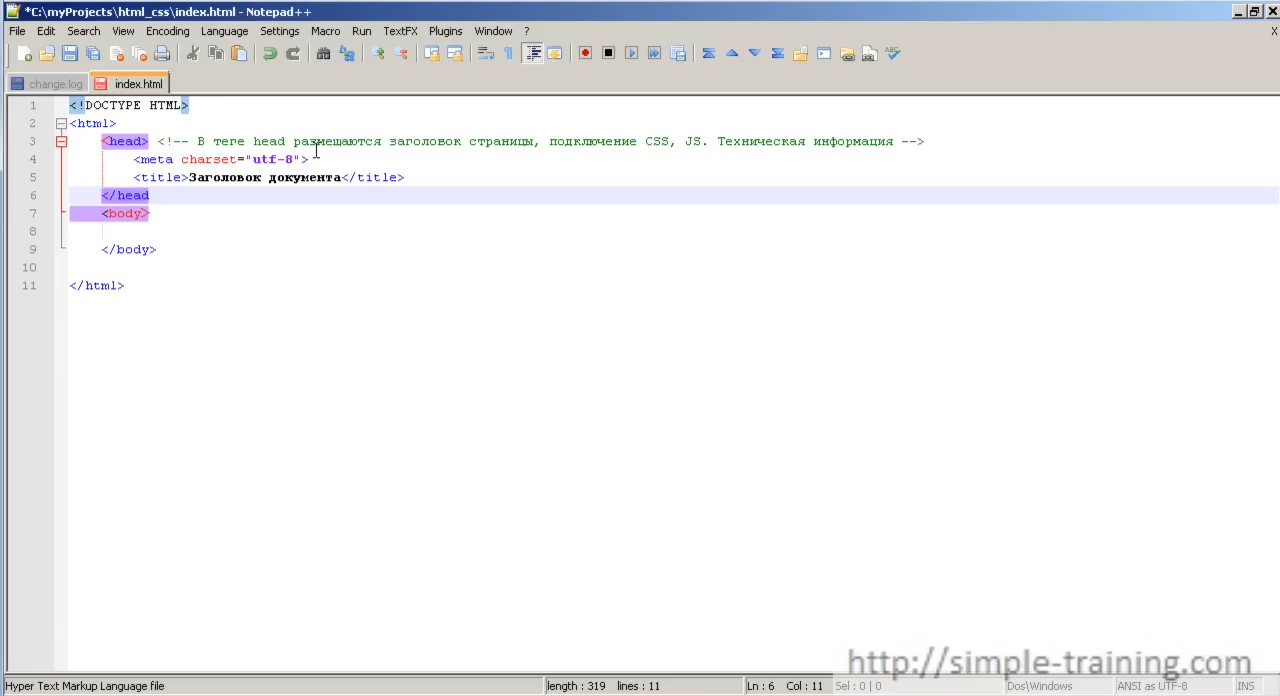 *C:\myProjects\html_css\index.html - Notepad++
File Edit Search View Encoding Language Settings Macro Run TextFX Plugins Window ? X
change.log index.html
1 <!DOCTYPE HTML>
2 <html>
3 <head> <!-- В теге head размещаются заголовок страницы, подключение CSS, JS. Техническая информация -->
4 <meta charset="utf-8">
5 <title>Заголовок документа</title>
6 </head
7 <body>
8
9 </body>
10
11 </html>
http://simple-training.com
Hyper Text Markup Language file length : 319 lines : 11 Ln : 6 Col : 11 Sel : 0 | 0 Dos\Windows ANSI as UTF-8 INS